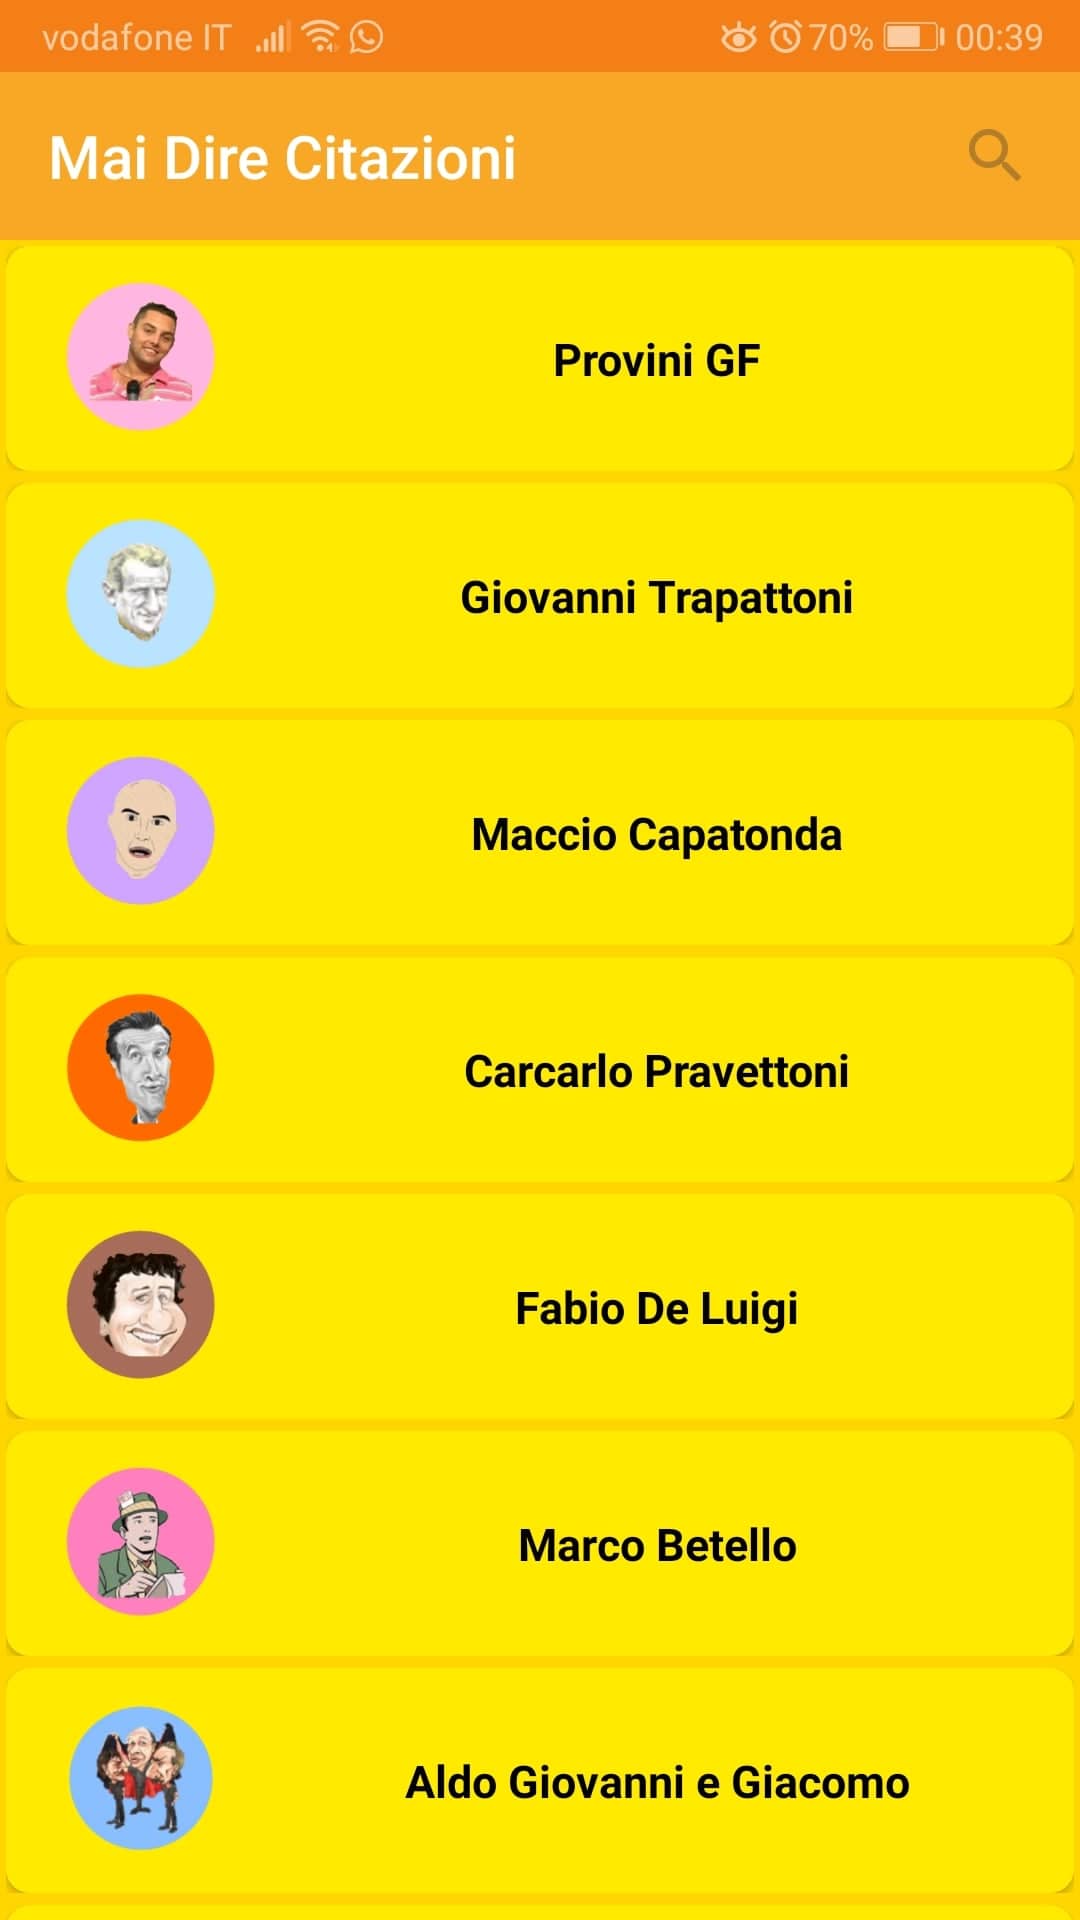 vodafone IT 70% 00:39
Mai Dire Citazioni
Provini GF
Giovanni Trapattoni
Maccio Capatonda
Carcarlo Pravettoni
Fabio De Luigi
Marco Betello
Aldo Giovanni e Giacomo